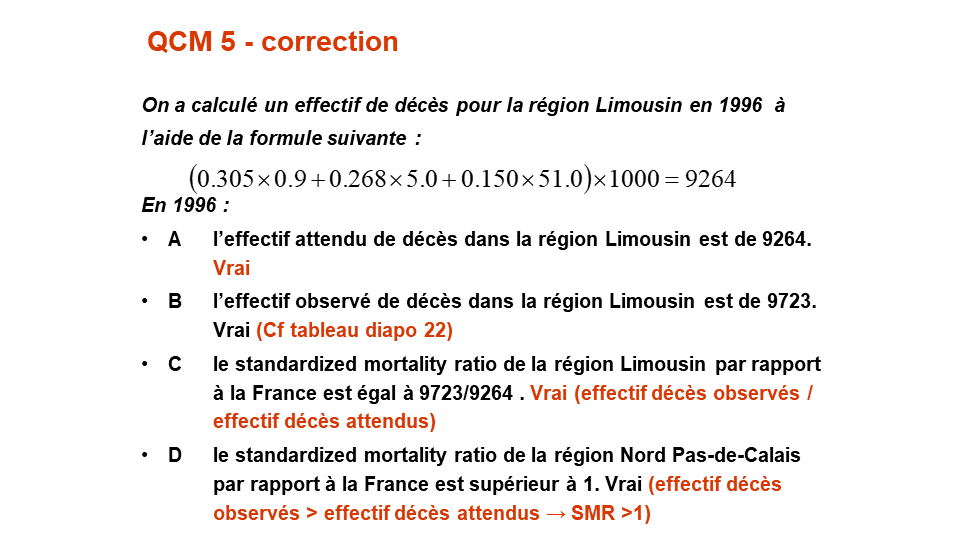 QCM 5 - correction
On a calculé un effectif de décès pour la région Limousin en 1996 à
l'aide de la formule suivante :
(0.305×0.9+0.268×5.0+0.150×51.0)×1000=9264
En 1996 :
• A l'effectif attendu de décès dans la région Limousin est de 9264.
Vrai
• B l'effectif observé de décès dans la région Limousin est de 9723.
Vrai (Cf tableau diapo 22)
• C le standardized mortality ratio de la région Limousin par rapport
à la France est égal à 9723/9264 . Vrai (effectif décès observés /
effectif décès attendus)
• D le standardized mortality ratio de la région Nord Pas-de-Calais
par rapport à la France est supérieur à 1. Vrai (effectif décès
observés > effectif décès attendus → SMR >1)